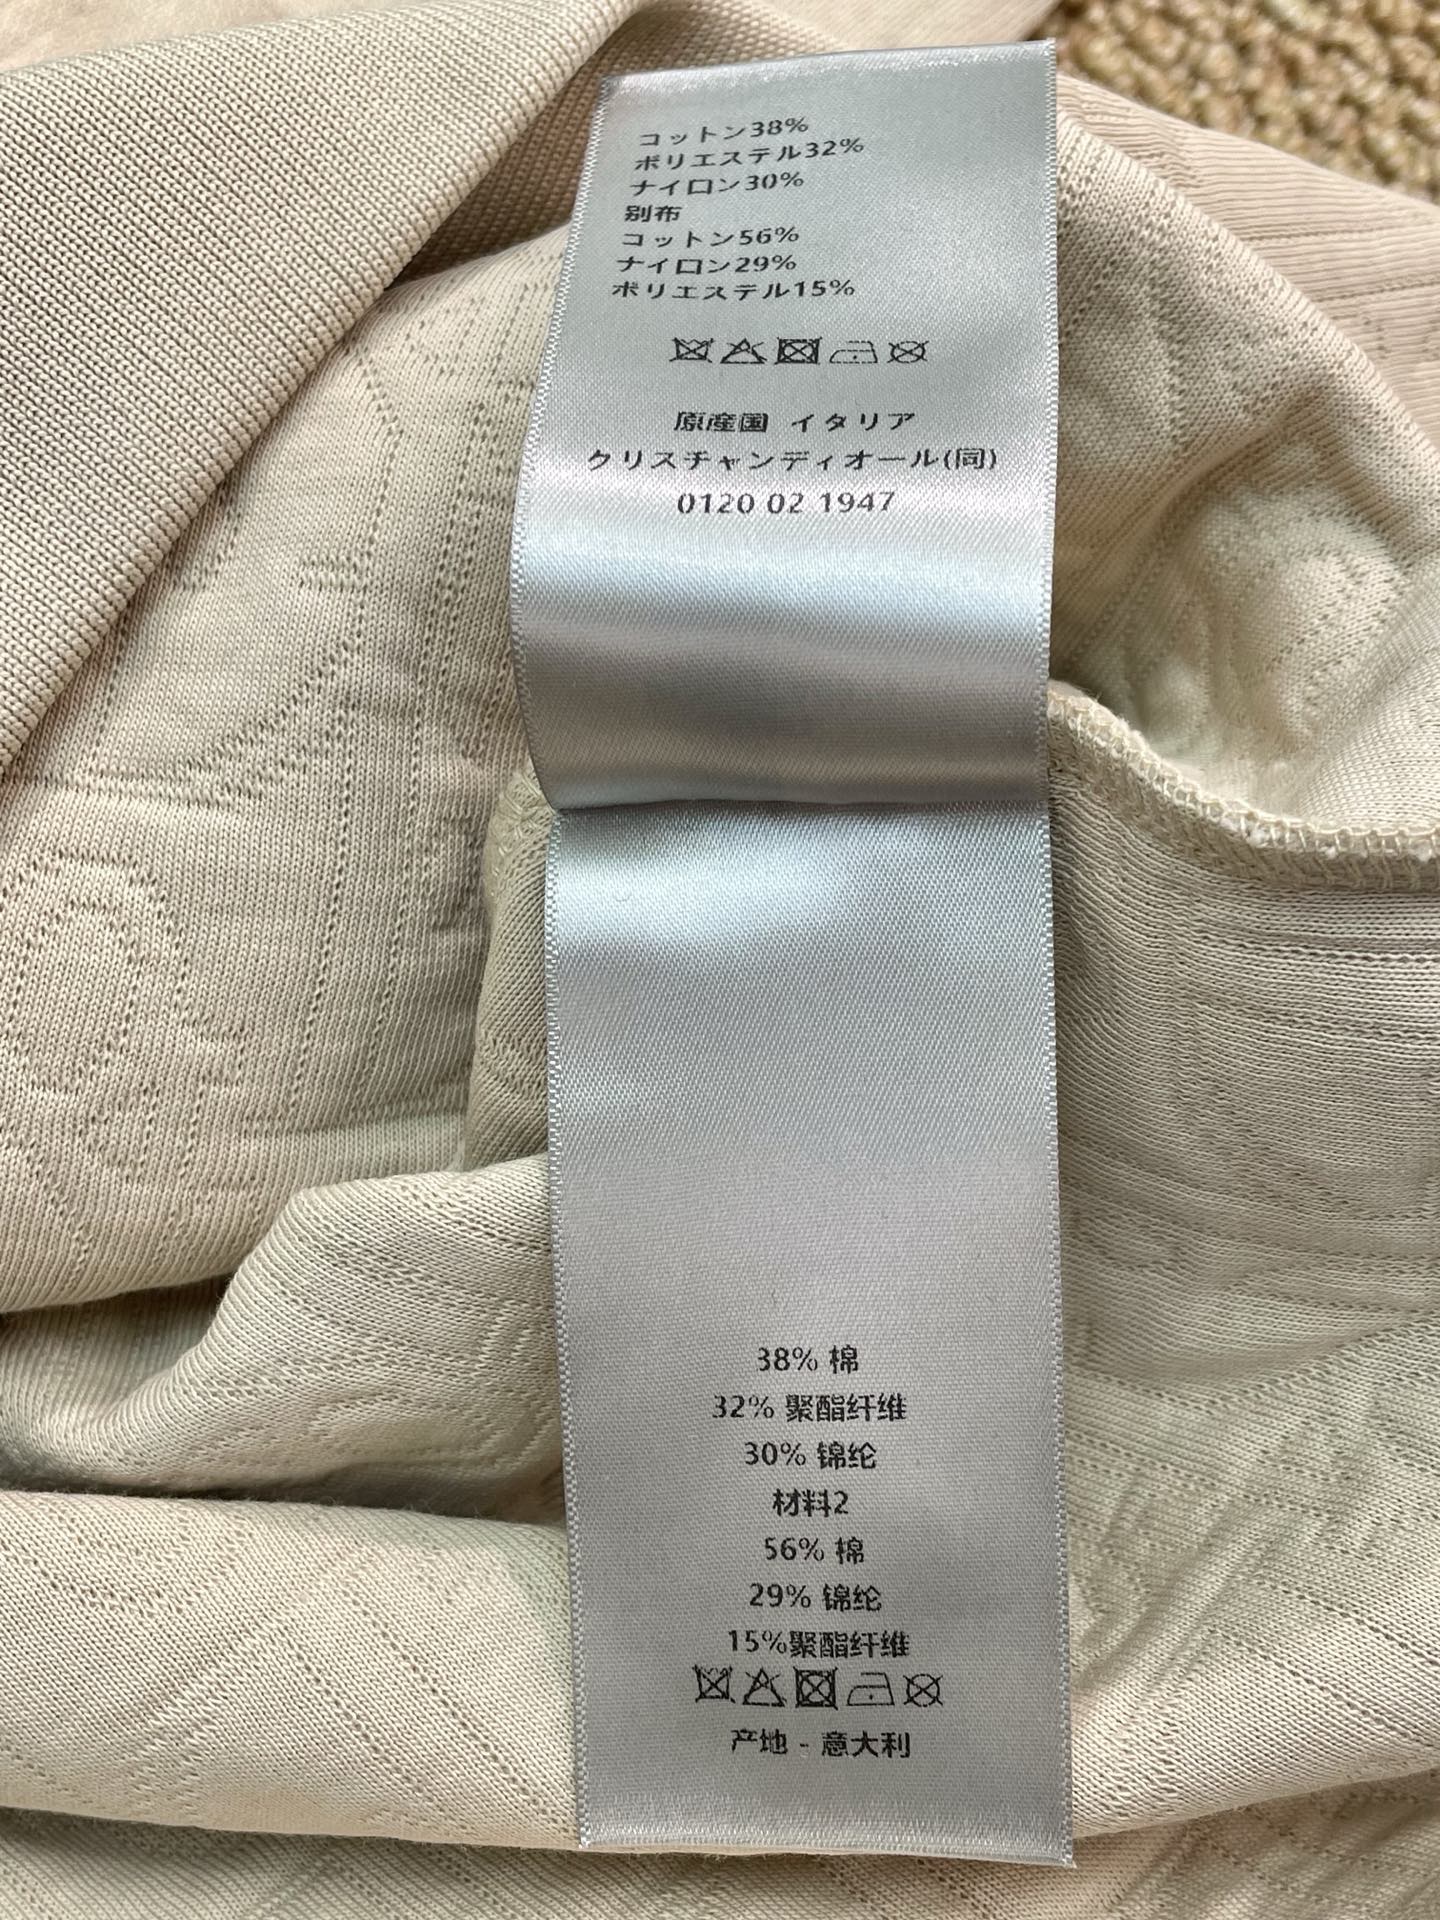 コットン38%
ポリエステル32%
ナイロン30%
別布
コットン56%
ナイロン29%
ポリエステル15%
原産国 イタリア
クリスチャンディオール(同)
0120 02 1947
38% 棉
32% 聚酯纤维
30% 锦纶
材料2
56% 棉
29% 锦纶
15%聚酯纤维
产地 - 意大利